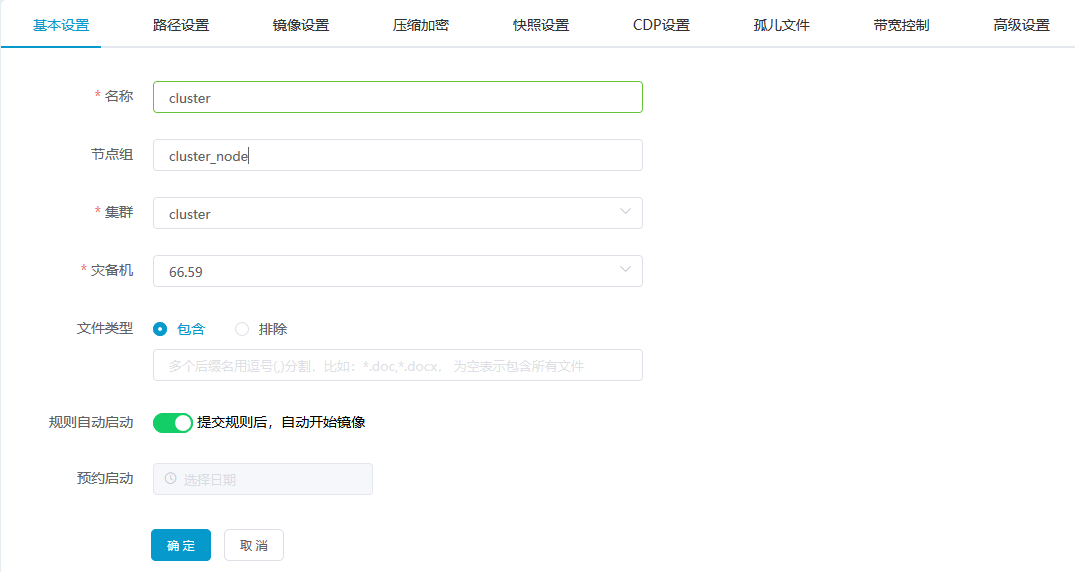 基本设置 路径设置 镜像设置 压缩加密 快照设置 CDP设置 孤儿文件 带宽控制 高级设置
* 名称 cluster
节点组 cluster_node
* 集群 cluster
* 灾备机 66.59
文件类型 包含 排除
多个后缀名用逗号(,)分割，比如：*.doc,*.docx， 为空表示包含所有文件
规则自动启动 提交规则后，自动开始镜像
预约启动 选择日期
确定 取消